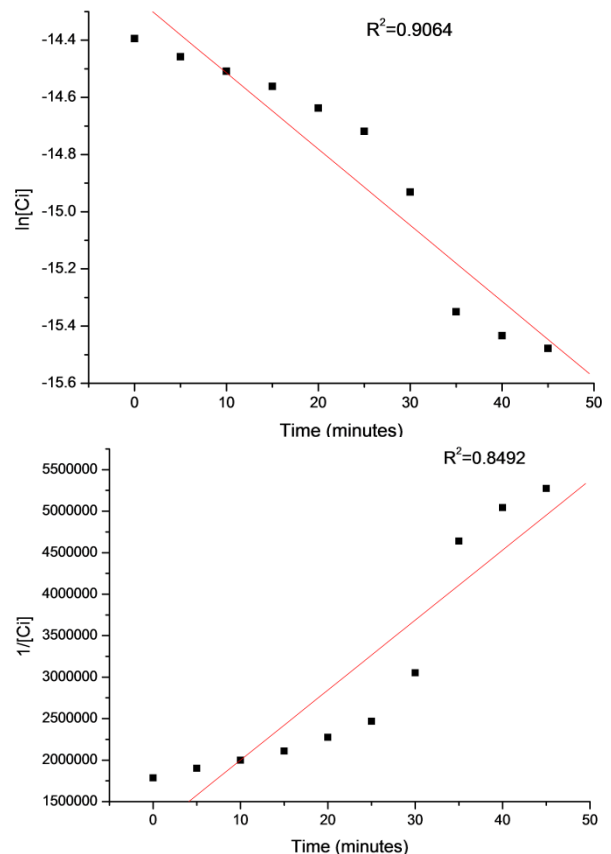 R²=0.9064
-14.4
-14.6
-14.8
-15.0
-15.2
-15.4
-15.6
ln[Ci]
0 10 20 30 40 50
Time (minutes)
R²=0.8492
5500000
5000000
4500000
4000000
3500000
3000000
2500000
2000000
1500000
1/[Ci]
0 10 20 30 40 50
Time (minutes)